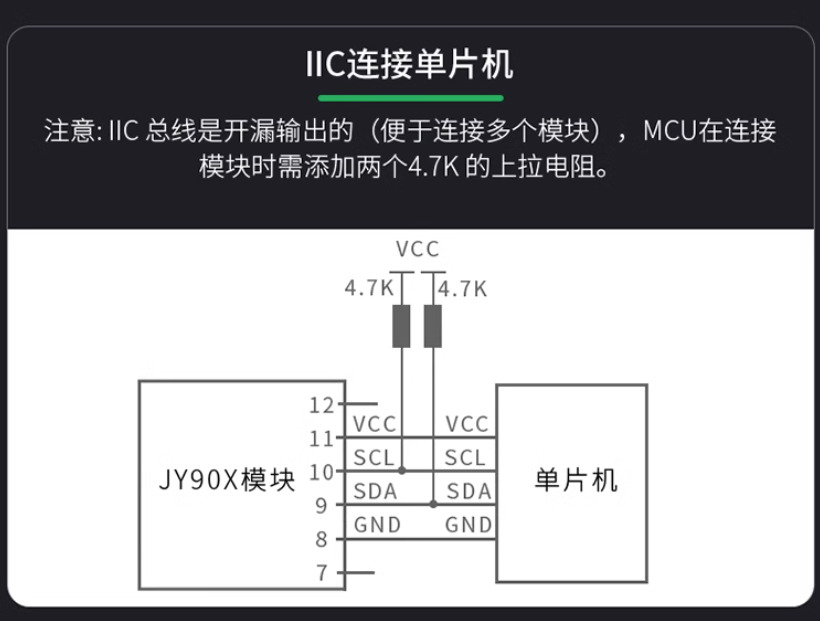 IIC连接单片机
注意: IIC 总线是开漏输出的（便于连接多个模块），MCU在连接
模块时需添加两个4.7K 的上拉电阻。
VCC
4.7K 4.7K
12
VCC VCC
11
SCL SCL
10
JY90X模块 单片机
SDA SDA
9
GND GND
8
7